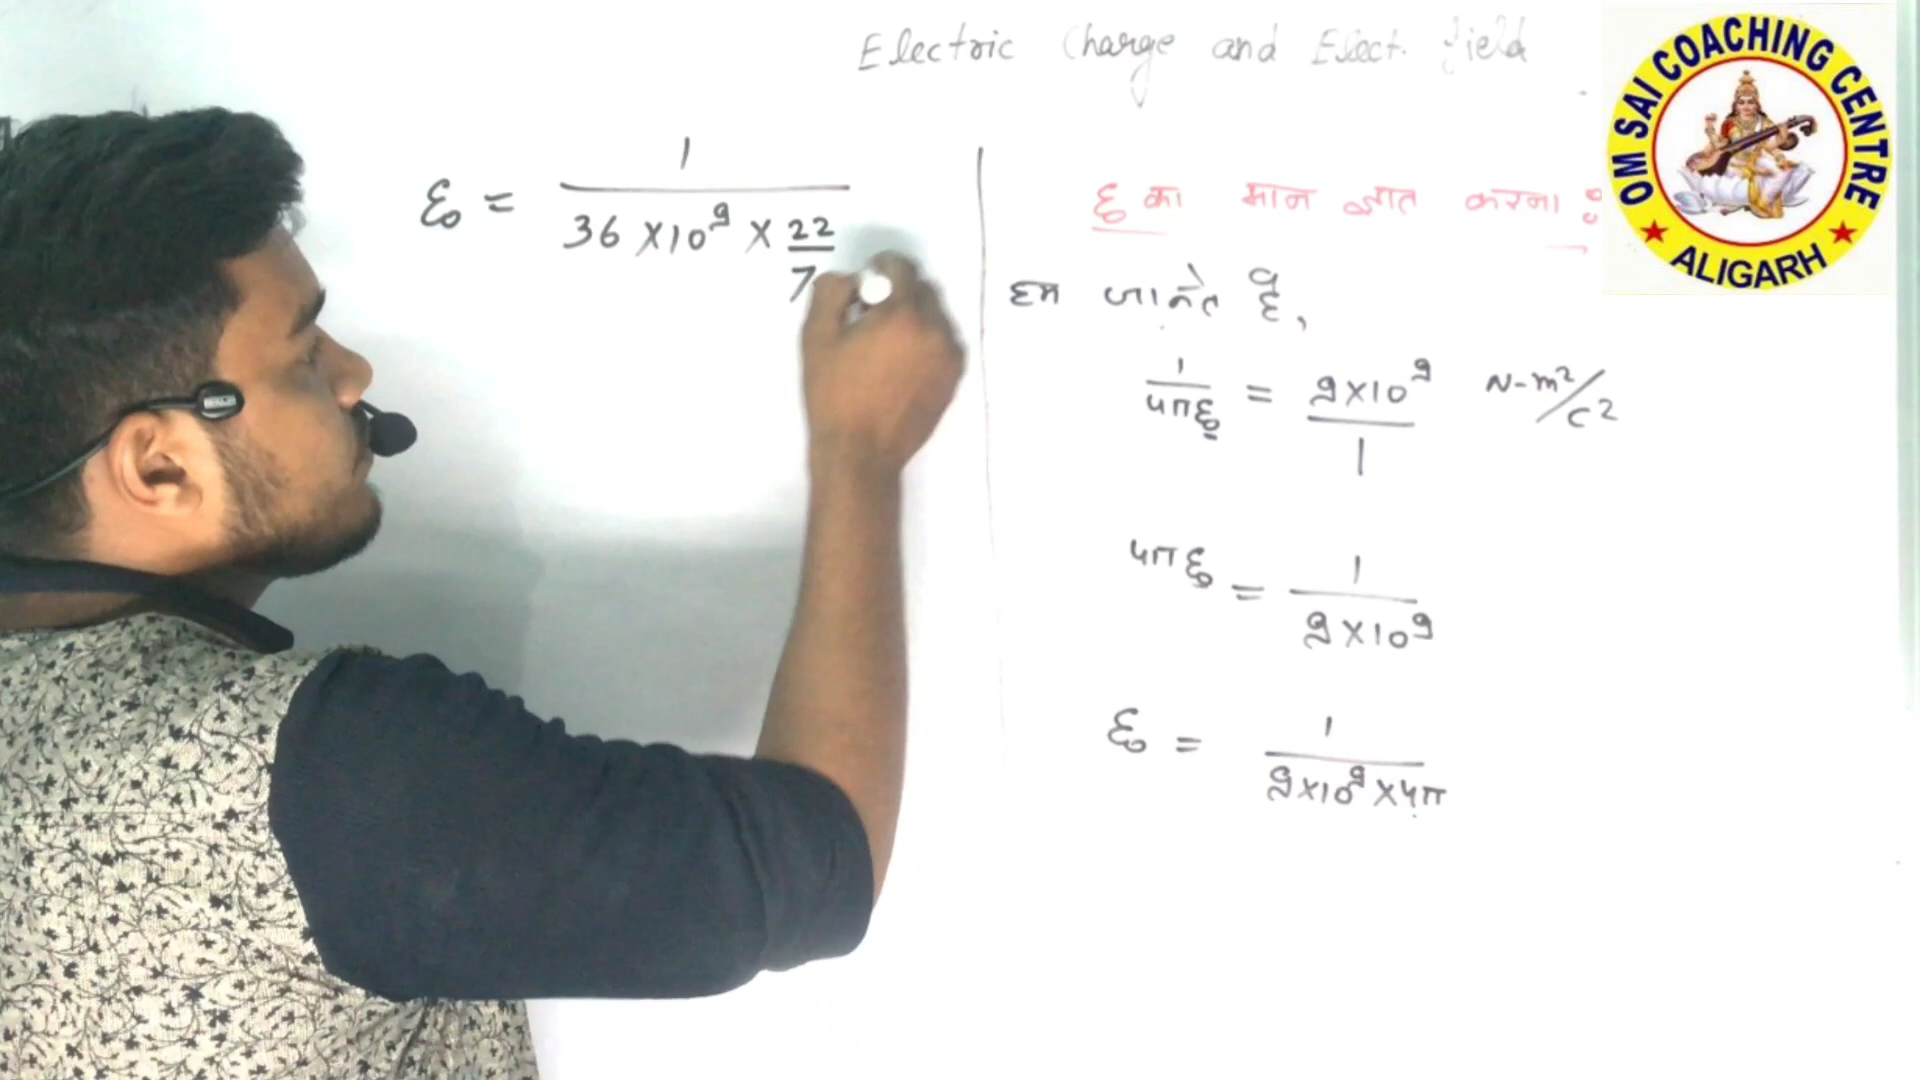 Electric Charge and Elect. field
OM SAI COACHING CENTRE
ALIGARH
ε₀ = 1 / (36 × 10⁹ × 22/7)
ε₀ का मान ज्ञात करना :
हम जानते है,
1/4πε₀ = 9×10⁹/1 N-m²/C²
4πε₀ = 1/(9×10⁹)
ε₀ = 1/(9×10⁹×4π)